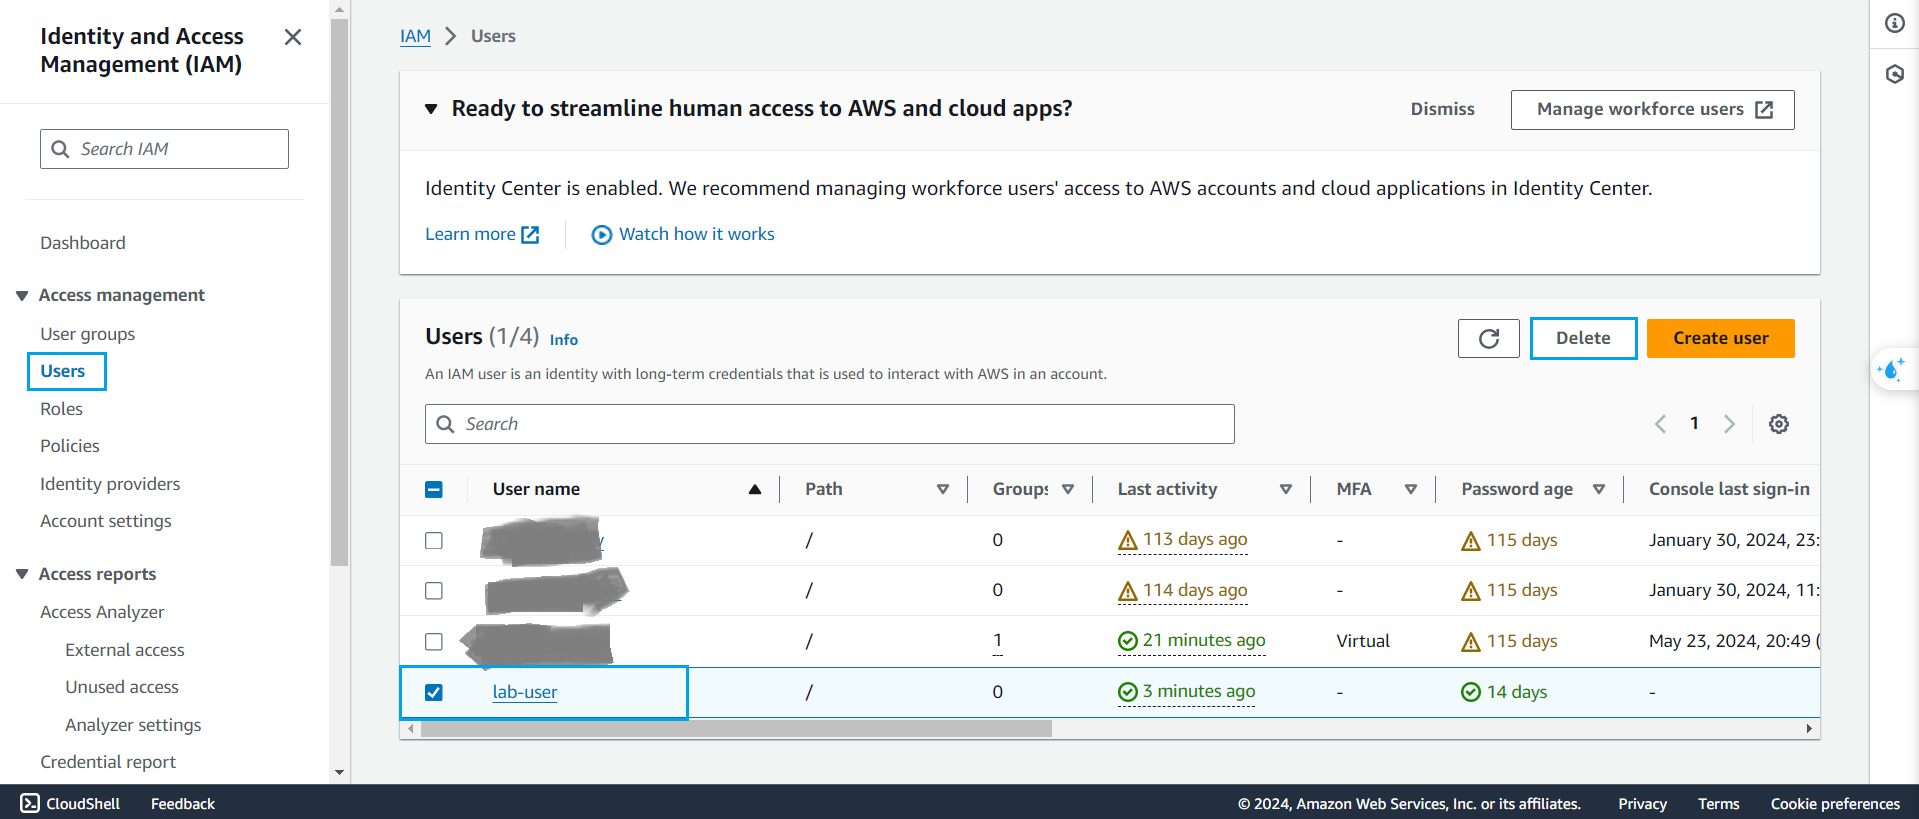 Identity and Access
Management (IAM)
Search IAM
Dashboard
Access management
User groups
Users
Roles
Policies
Identity providers
Account settings
Access reports
Access Analyzer
External access
Unused access
Analyzer settings
Credential report
IAM > Users
Ready to streamline human access to AWS and cloud apps?
Dismiss
Manage workforce users
Identity Center is enabled. We recommend managing workforce users' access to AWS accounts and cloud applications in Identity Center.
Learn more
Watch how it works
Users (1/4) Info
Delete
Create user
An IAM user is an identity with long-term credentials that is used to interact with AWS in an account.
Search
1
User name Path Groups Last activity MFA Password age Console last sign-in
/ 0 113 days ago - 115 days January 30, 2024, 23:
/ 0 114 days ago - 115 days January 30, 2024, 11:
/ 1 21 minutes ago Virtual 115 days May 23, 2024, 20:49 (
lab-user / 0 3 minutes ago - 14 days -
CloudShell Feedback © 2024, Amazon Web Services, Inc. or its affiliates. Privacy Terms Cookie preferences